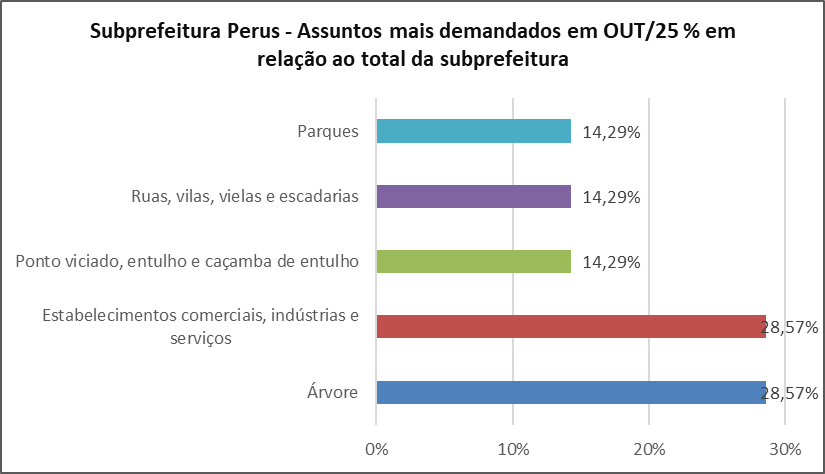 Subprefeitura Perus - Assuntos mais demandados em OUT/25 % em
relação ao total da subprefeitura
Parques
14,29%
Ruas, vilas, vielas e escadarias
14,29%
Ponto viciado, entulho e caçamba de entulho
14,29%
Estabelecimentos comerciais, indústrias e
serviços
28,57%
Árvore
28,57%
0%
10%
20%
30%